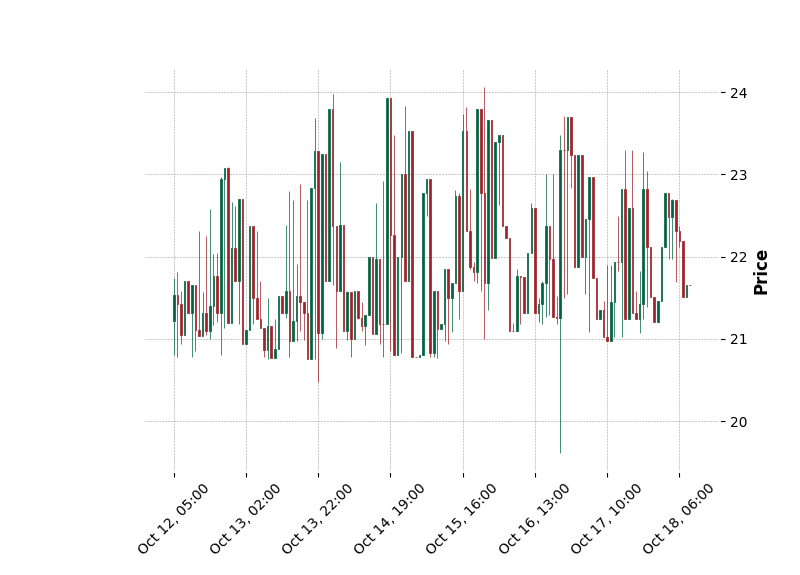 24
23
22
21
20
Price
Oct 12, 05:00
Oct 13, 02:00
Oct 13, 22:00
Oct 14, 19:00
Oct 15, 16:00
Oct 16, 13:00
Oct 17, 10:00
Oct 18, 06:00